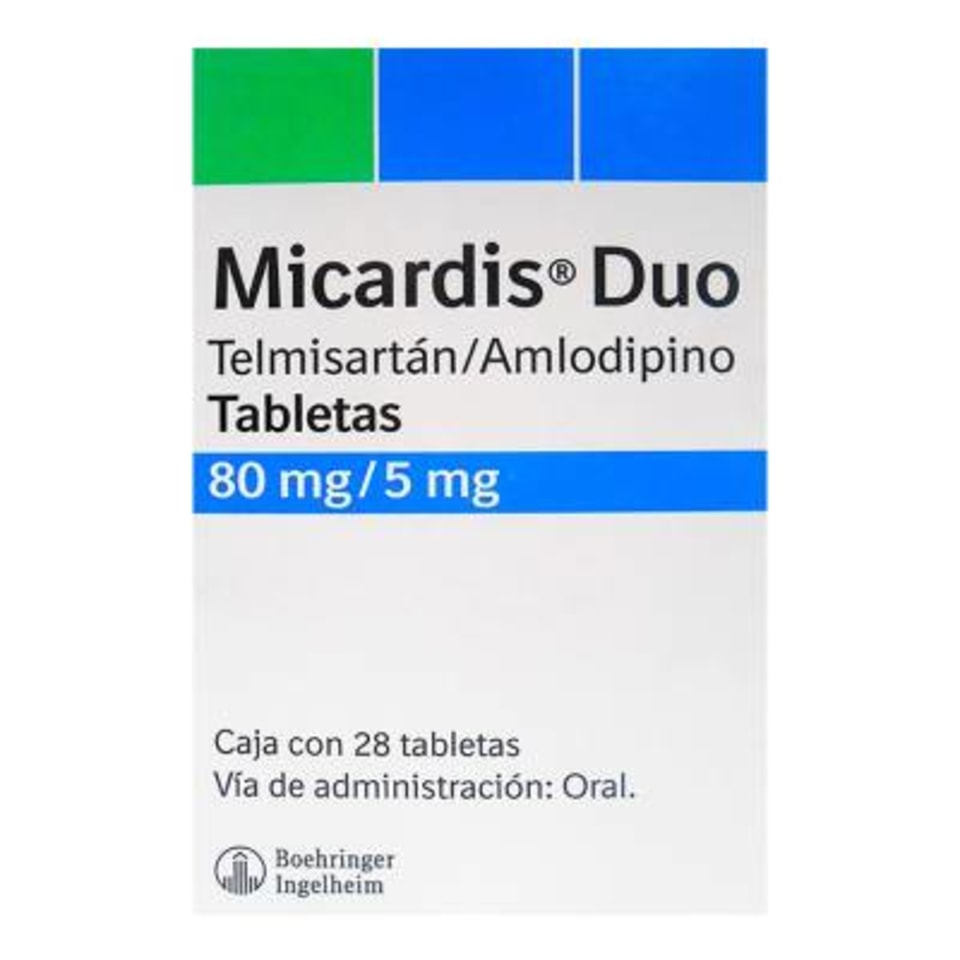 Micardis® Duo
Telmisartán/Amlodipino
Tabletas
80 mg/5 mg
Caja con 28 tabletas
Vía de administración: Oral.
Boehringer
Ingelheim